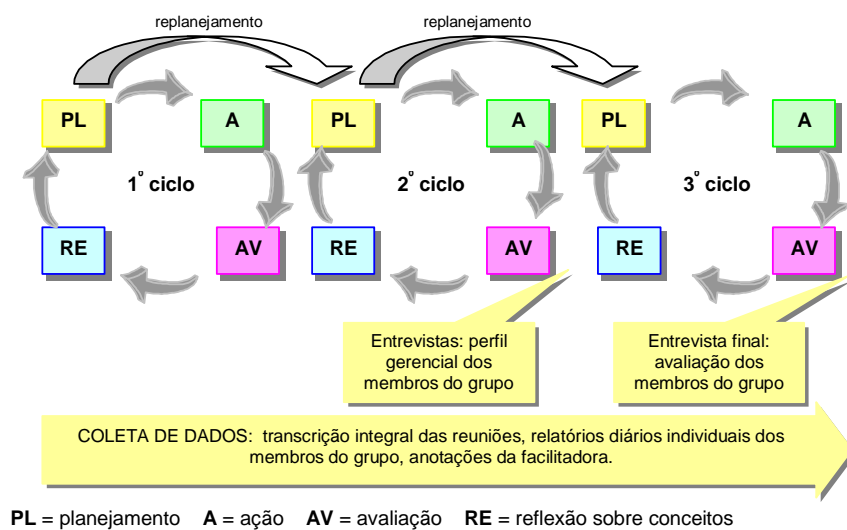 replanejamento replanejamento
PL A PL A PL A
1º ciclo 2º ciclo 3º ciclo
RE AV RE AV RE AV
Entrevistas: perfil
gerencial dos
membros do grupo
Entrevista final:
avaliação dos
membros do grupo
COLETA DE DADOS: transcrição integral das reuniões, relatórios diários individuais dos
membros do grupo, anotações da facilitadora.
PL = planejamento A = ação AV = avaliação RE = reflexão sobre conceitos